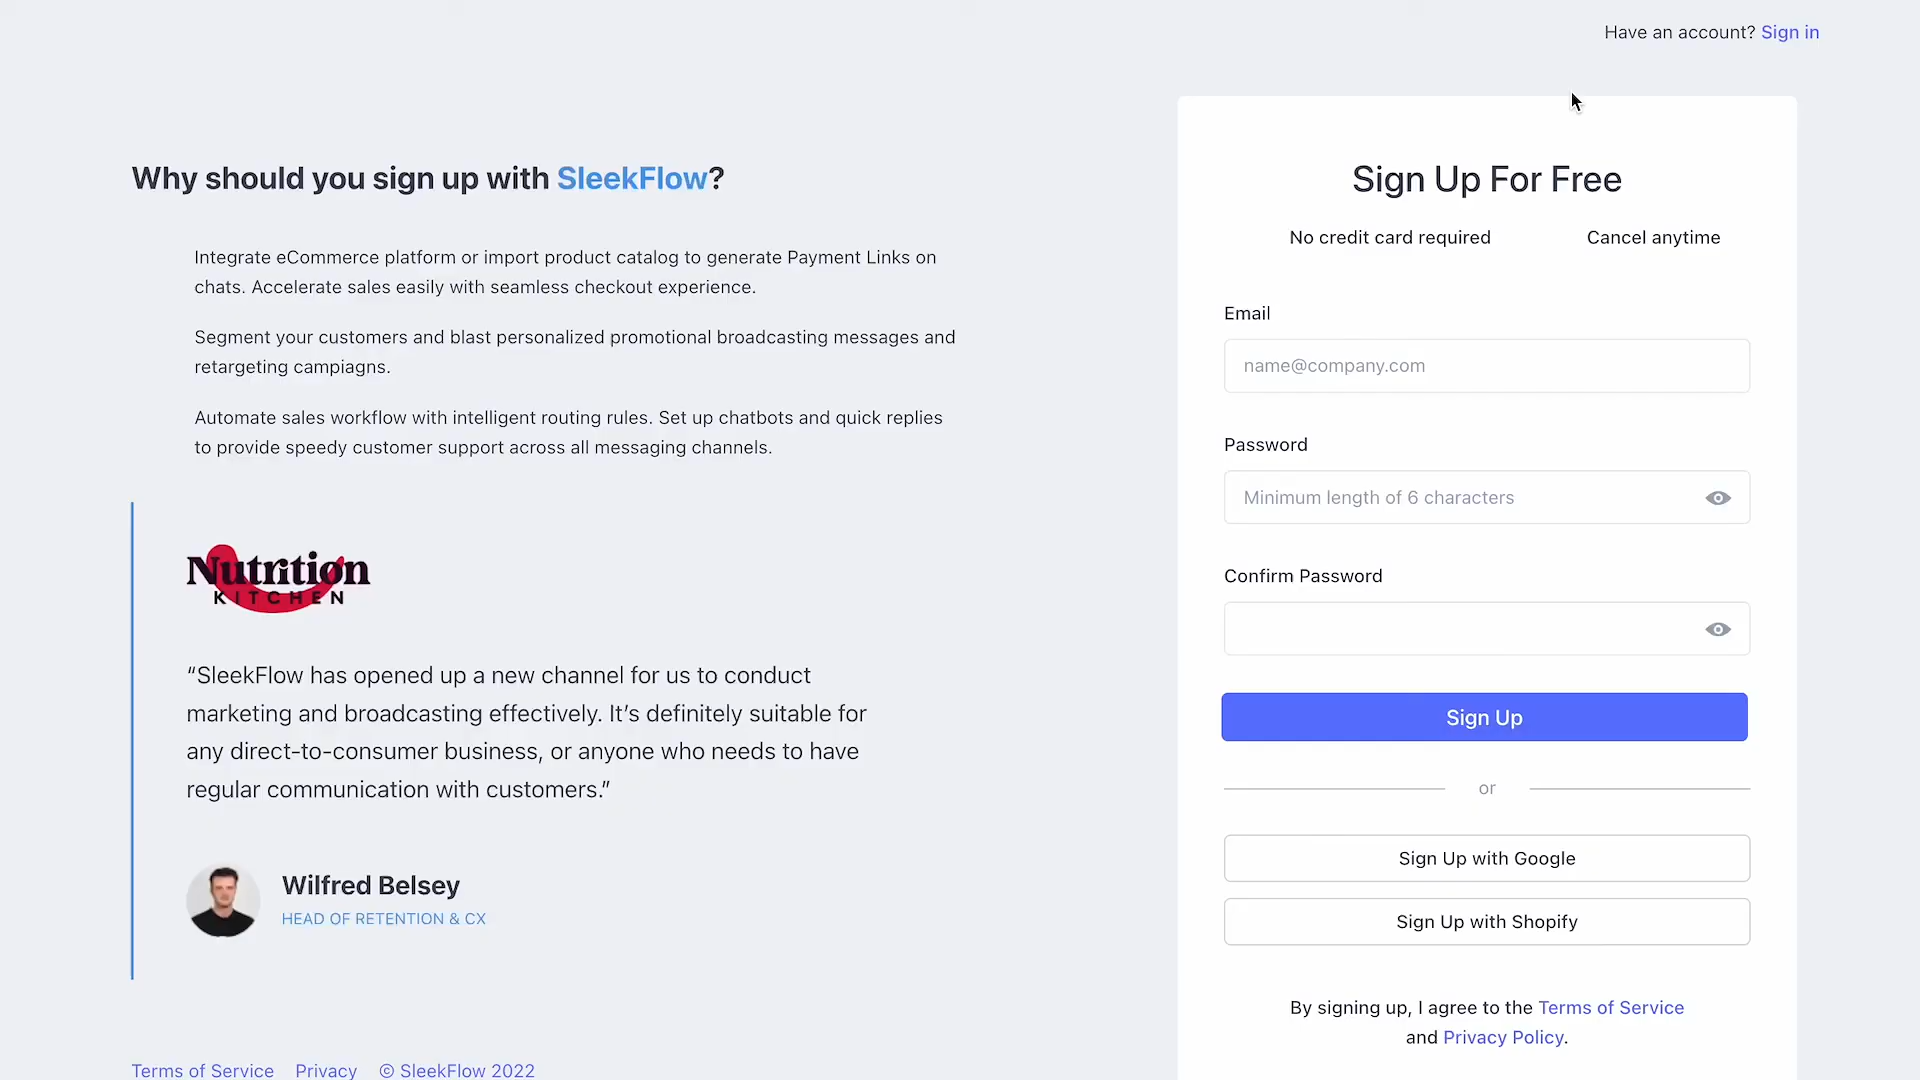 Have an account? Sign in
Why should you sign up with SleekFlow?
Integrate eCommerce platform or import product catalog to generate Payment Links on
chats. Accelerate sales easily with seamless checkout experience.
Segment your customers and blast personalized promotional broadcasting messages and
retargeting campiagns.
Automate sales workflow with intelligent routing rules. Set up chatbots and quick replies
to provide speedy customer support across all messaging channels.
Nutrition
KITCHEN
“SleekFlow has opened up a new channel for us to conduct
marketing and broadcasting effectively. It’s definitely suitable for
any direct-to-consumer business, or anyone who needs to have
regular communication with customers.”
Wilfred Belsey
HEAD OF RETENTION & CX
Terms of Service Privacy © SleekFlow 2022
Sign Up For Free
No credit card required Cancel anytime
Email
name@company.com
Password
Minimum length of 6 characters
Confirm Password
Sign Up
or
Sign Up with Google
Sign Up with Shopify
By signing up, I agree to the Terms of Service
and Privacy Policy.